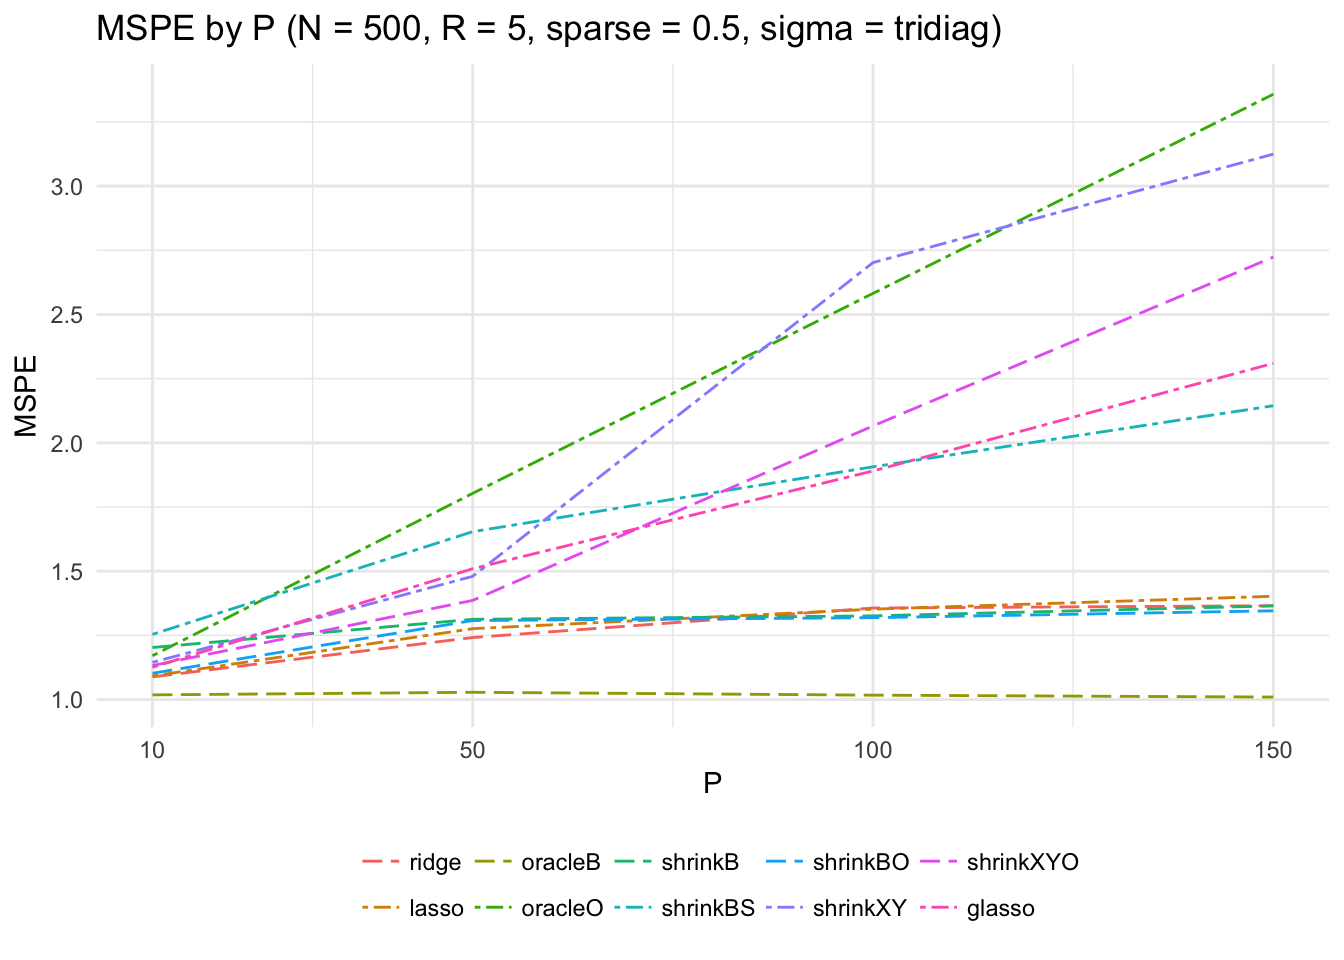 MSPE by P (N = 500, R = 5, sparse = 0.5, sigma = tridiag)
3.0
2.5
2.0
1.5
1.0
MSPE
10 50 100 150
P
ridge oracleB shrinkB shrinkBO shrinkXYO
lasso oracleO shrinkBS shrinkXY glasso